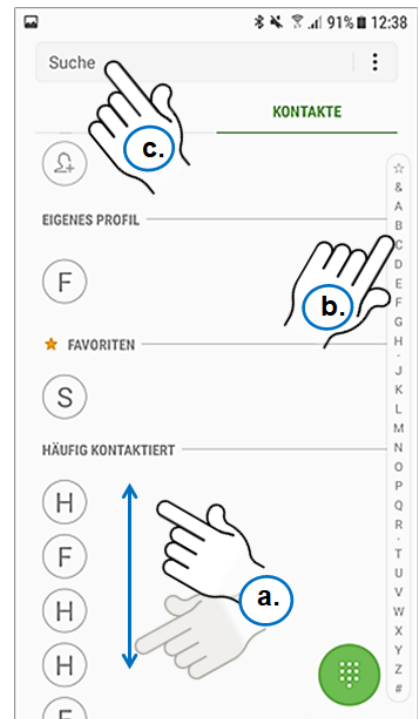 91% 12:38
Suche
c.
KONTAKTE
EIGENES PROFIL
F
FAVORITEN
S
HÄUFIG KONTAKTIERT
H
F
H
H
F
a.
b.
&
A
B
C
D
E
F
G
H
.
J
K
L
M
N
O
P
Q
R
.
T
U
V
W
X
Y
Z
#